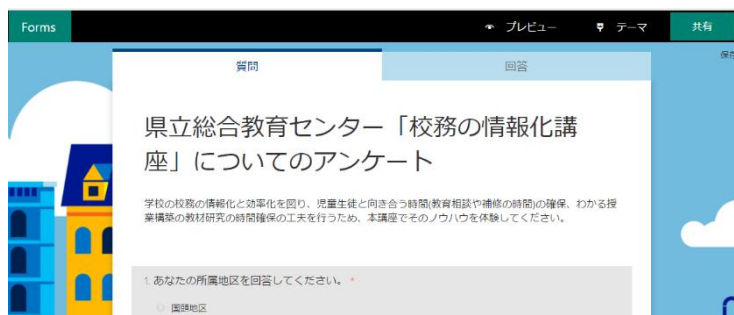 Forms
プレビュー
テーマ
共有
質問
回答
県立総合教育センター「校務の情報化講
座」についてのアンケート
学校の校務の情報化と効率化を図り、児童生徒と向き合う時間(教育相談や補修の時間)の確保、わかる授
業構築の教材研究の時間確保の工夫を行うため、本講座でそのノウハウを体験してください。
1. あなたの所属地区を回答してください。 *
国頭地区